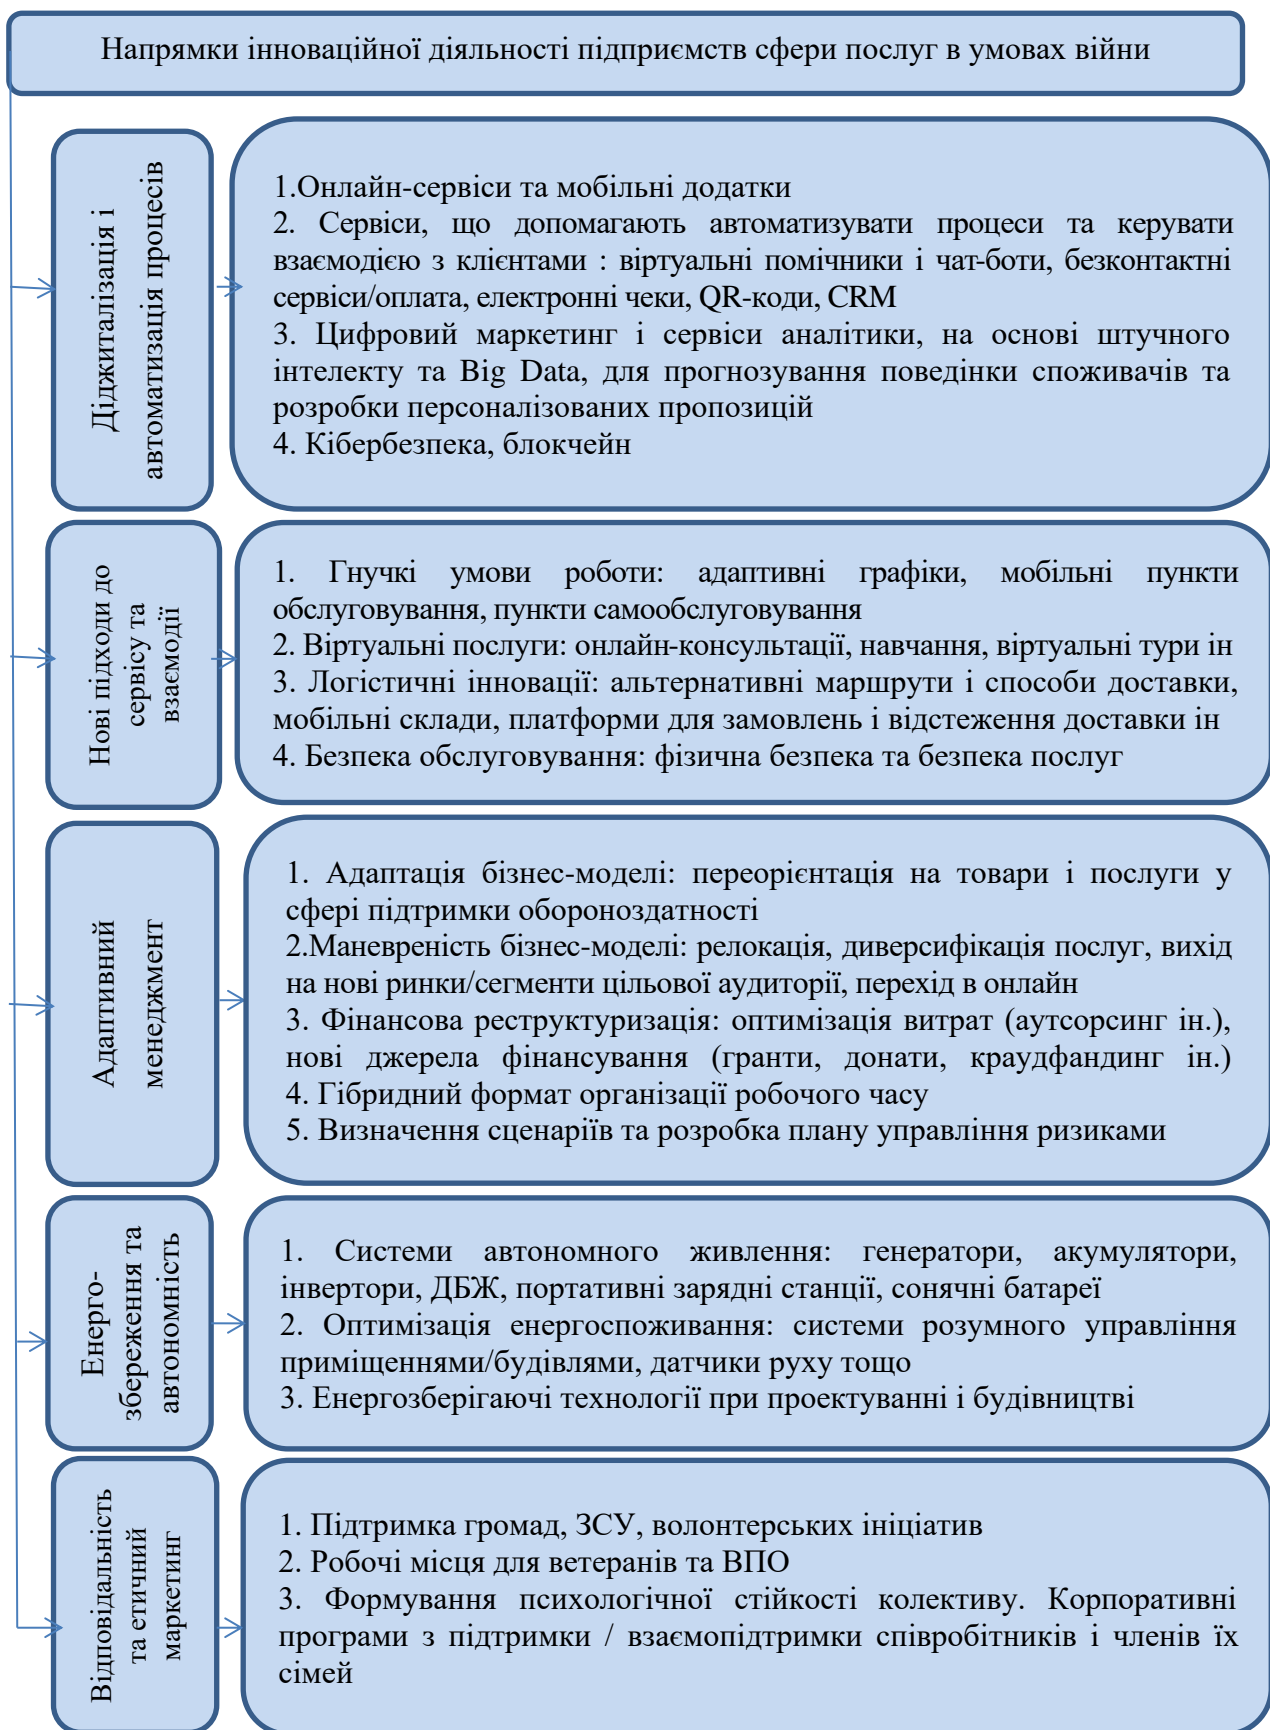 Напрямки інноваційної діяльності підприємств сфери послуг в умовах війни
Діджиталізація і
автоматизація процесів
1.Онлайн-сервіси та мобільні додатки
2. Сервіси, що допомагають автоматизувати процеси та керувати
взаємодією з клієнтами : віртуальні помічники і чат-боти, безконтактні
сервіси/оплата, електронні чеки, QR-коди, CRM
3. Цифровий маркетинг і сервіси аналітики, на основі штучного
інтелекту та Big Data, для прогнозування поведінки споживачів та
розробки персоналізованих пропозицій
4. Кібербезпека, блокчейн
Нові підходи до
сервісу та
взаємодії
1. Гнучкі умови роботи: адаптивні графіки, мобільні пункти
обслуговування, пункти самообслуговування
2. Віртуальні послуги: онлайн-консультації, навчання, віртуальні тури ін
3. Логістичні інновації: альтернативні маршрути і способи доставки,
мобільні склади, платформи для замовлень і відстеження доставки ін
4. Безпека обслуговування: фізична безпека та безпека послуг
Адаптивний
менеджмент
1. Адаптація бізнес-моделі: переорієнтація на товари і послуги у
сфері підтримки обороноздатності
2.Маневреність бізнес-моделі: релокація, диверсифікація послуг, вихід
на нові ринки/сегменти цільової аудиторії, перехід в онлайн
3. Фінансова реструктуризація: оптимізація витрат (аутсорсинг ін.),
нові джерела фінансування (гранти, донати, краудфандинг ін.)
4. Гібридний формат організації робочого часу
5. Визначення сценаріїв та розробка плану управління ризиками
Енерго-
збереження та
автономність
1. Системи автономного живлення: генератори, акумулятори,
інвертори, ДБЖ, портативні зарядні станції, сонячні батареї
2. Оптимізація енергоспоживання: системи розумного управління
приміщеннями/будівлями, датчики руху тощо
3. Енергозберігаючі технології при проектуванні і будівництві
Відповідальність
та етичний
маркетинг
1. Підтримка громад, ЗСУ, волонтерських ініціатив
2. Робочі місця для ветеранів та ВПО
3. Формування психологічної стійкості колективу. Корпоративні
програми з підтримки / взаємопідтримки співробітників і членів їх
сімей